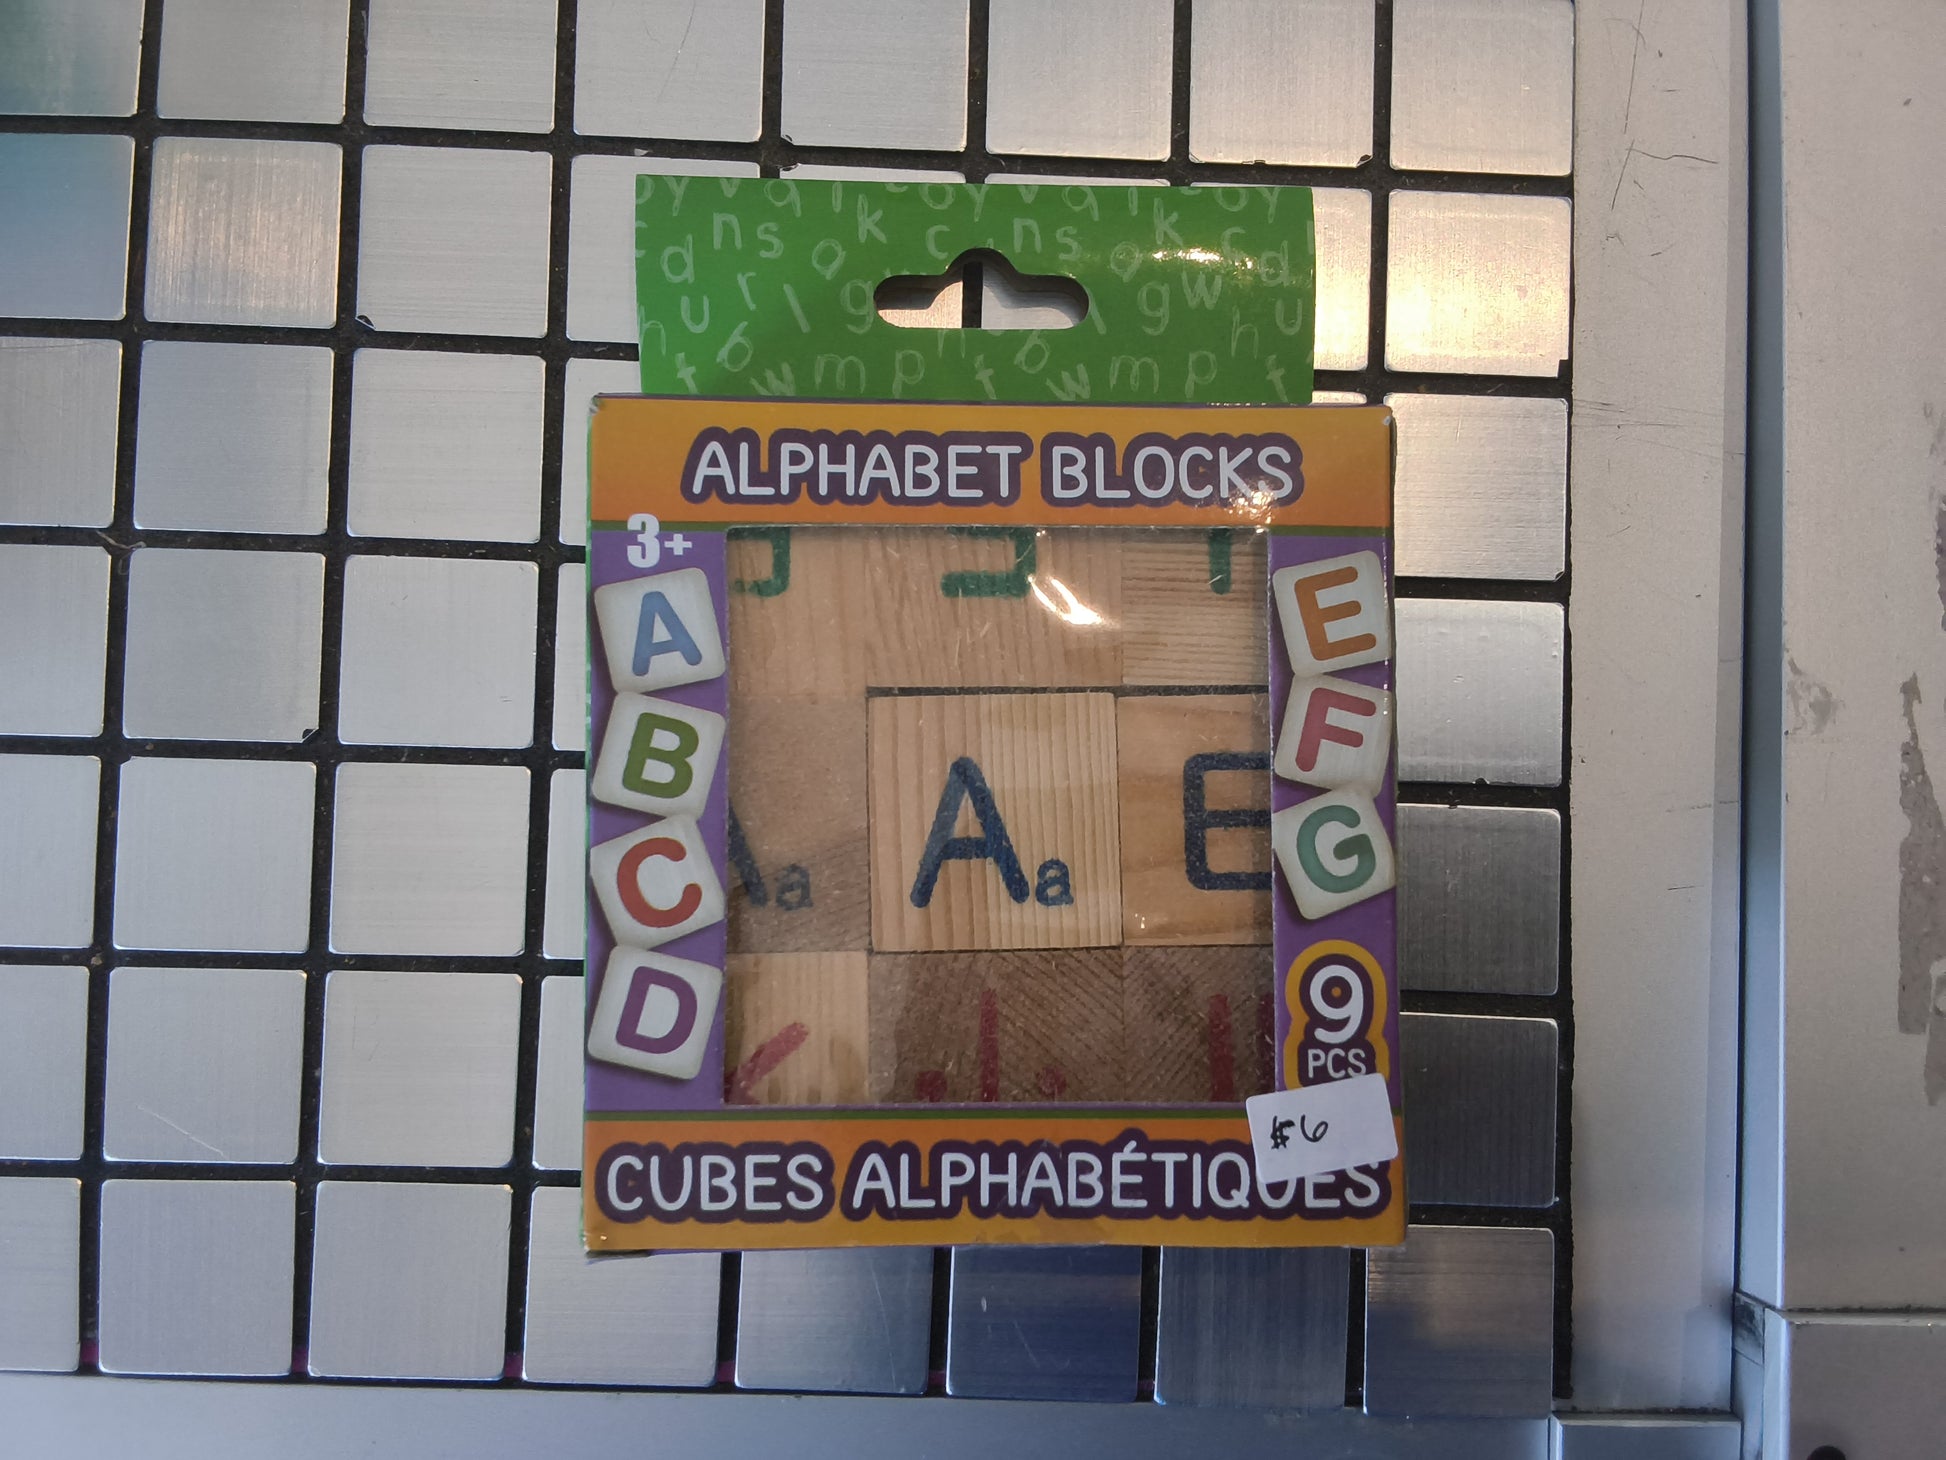 ALPHABET BLOCKS
3+
A
B
C
D
E
F
G
A a
A a
E
9
PCS
$6
CUBES ALPHABÉTIQUES